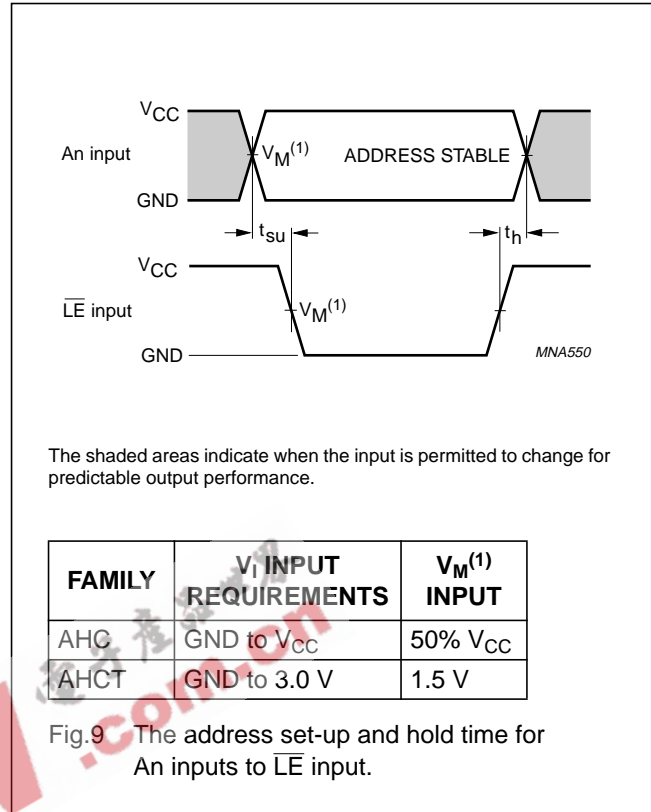 VCC
An input
VM(1)
ADDRESS STABLE
GND
tsu
th
VCC
LE input
VM(1)
GND
MNA550
The shaded areas indicate when the input is permitted to change for
predictable output performance.
FAMILY VI INPUT REQUIREMENTS VM(1) INPUT
AHC GND to VCC 50% VCC
AHCT GND to 3.0 V 1.5 V
Fig.9 The address set-up and hold time for
An inputs to LE input.
.com.cn